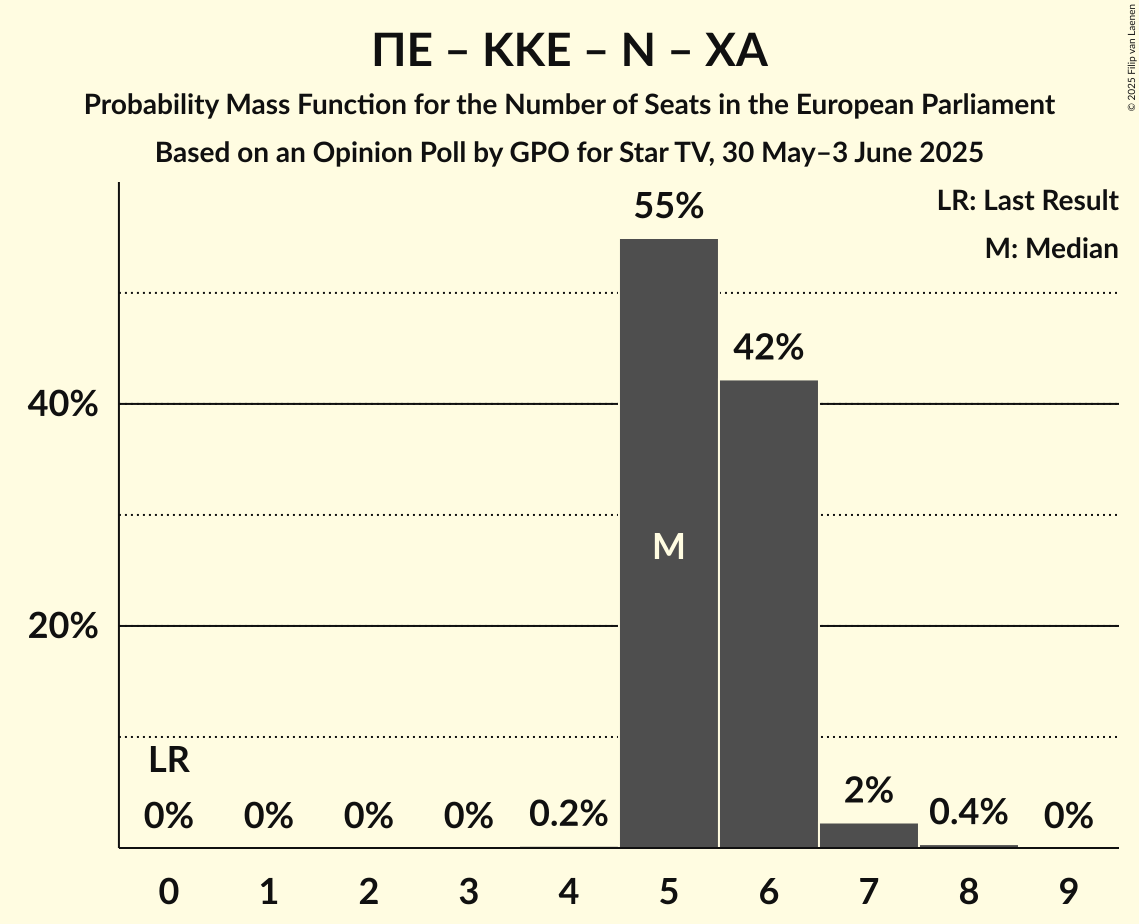 ΠΕ – ΚΚΕ – Ν – ΧΑ
Probability Mass Function for the Number of Seats in the European Parliament
Based on an Opinion Poll by GPO for Star TV, 30 May–3 June 2025
© 2025 Filip van Laenen
LR: Last Result
M: Median
55%
42%
40%
M
20%
LR
0%
0%
0%
0%
0.2%
2%
0.4%
0%
0
1
2
3
4
5
6
7
8
9